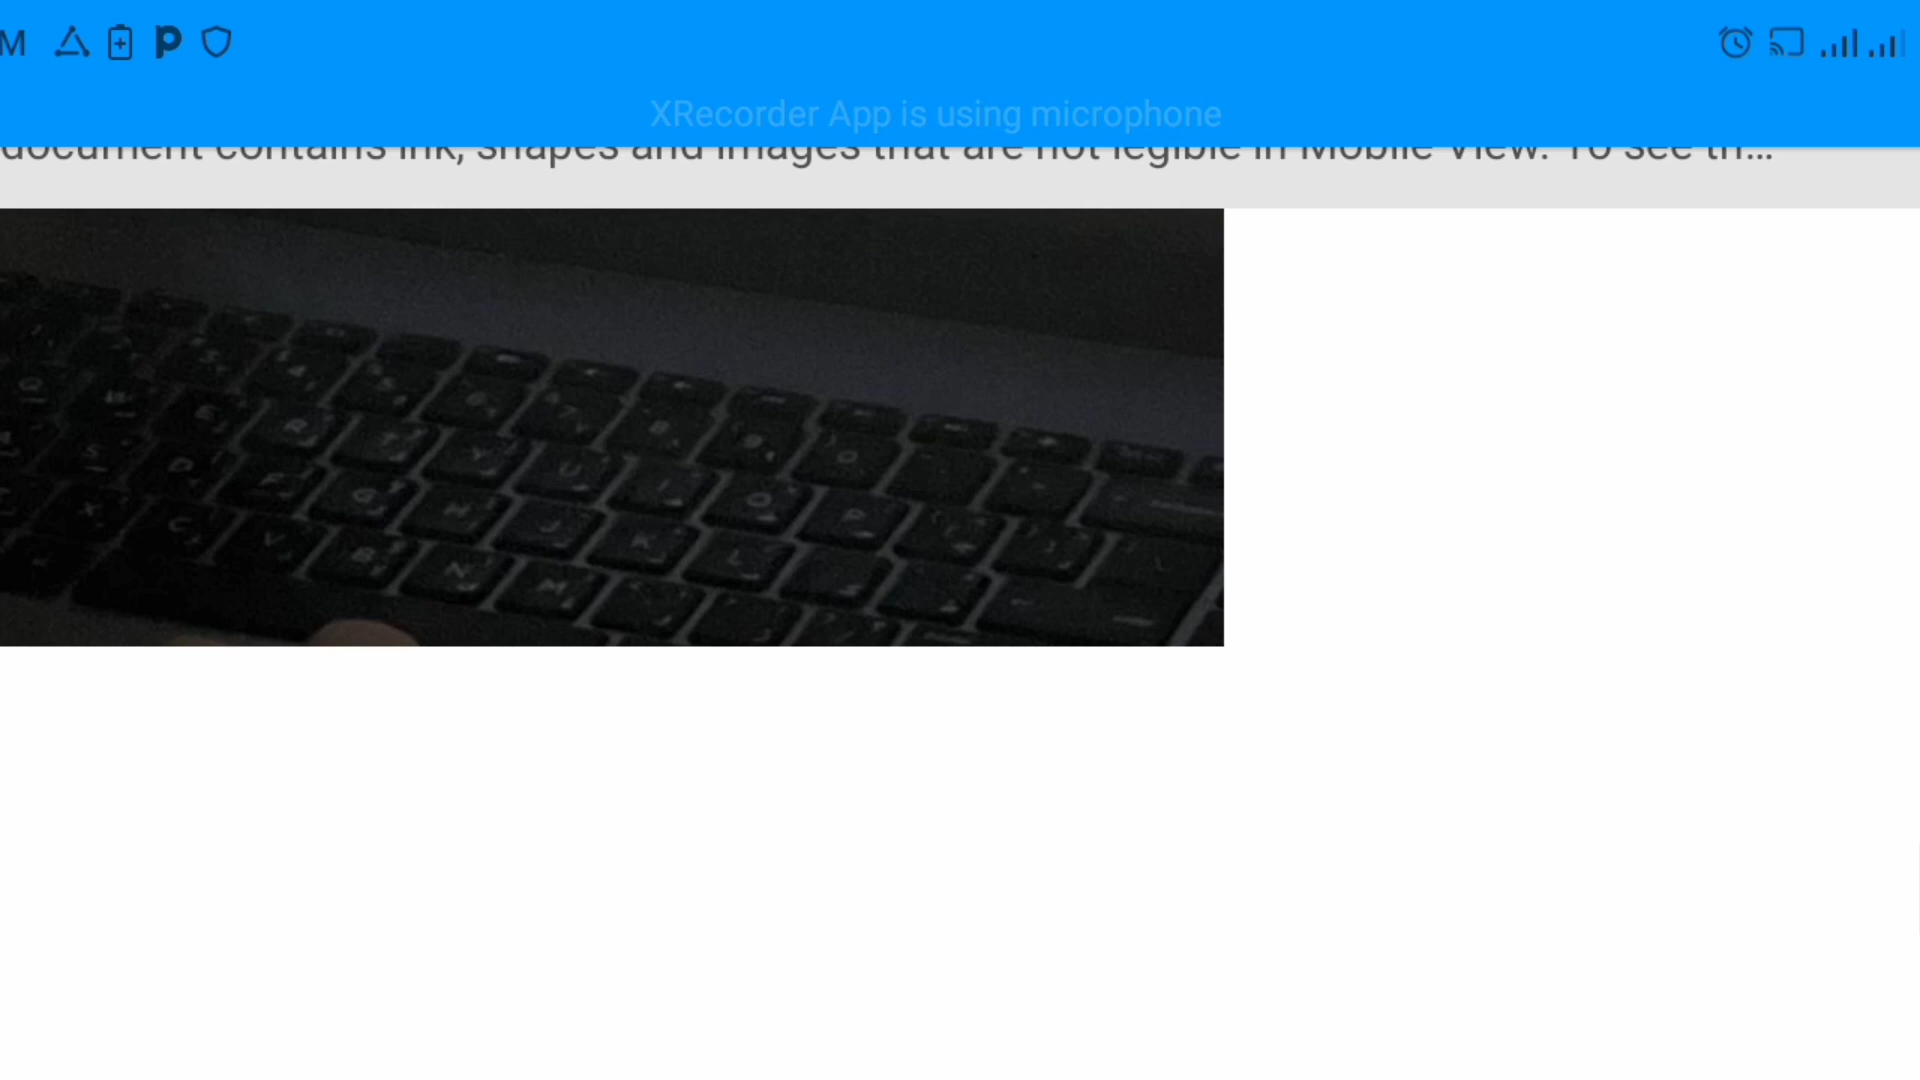 M
XRecorder App is using microphone
document contains ink, shapes and images that are not legible in Mobile View. To see th...
Q W E R T Y U I O P
S D F G H J K L
X C V B N M